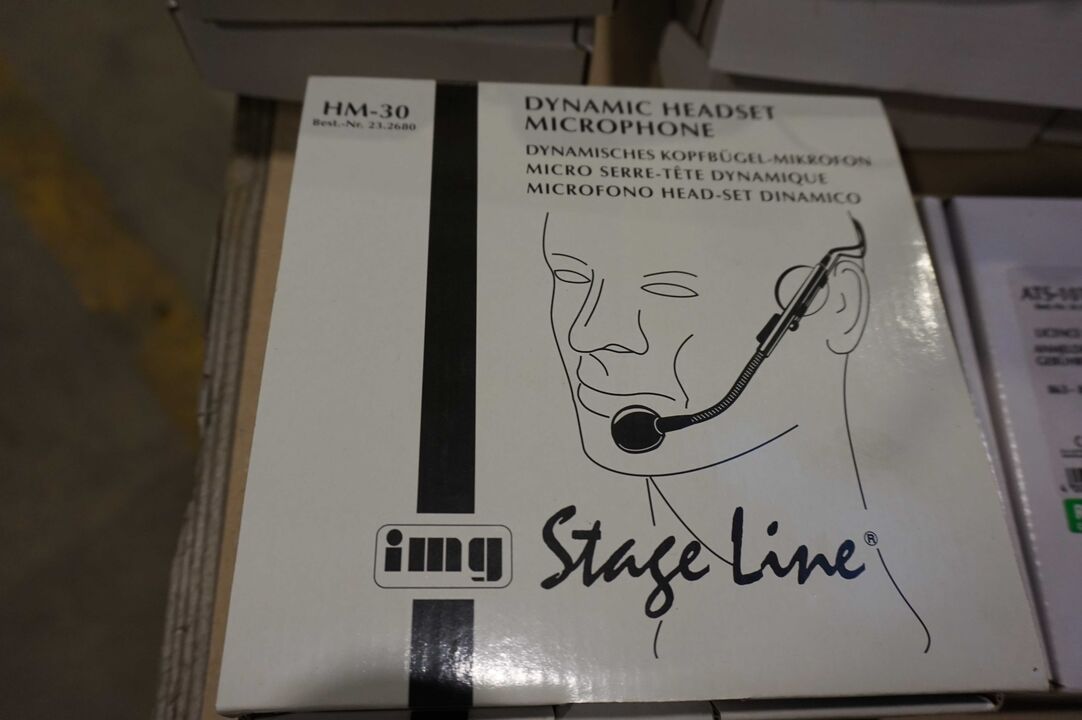 HM-30
Best.-Nr. 23.2680
DYNAMIC HEADSET
MICROPHONE
DYNAMISCHES KOPFBÜGEL-MIKROFON
MICRO SERRE-TÊTE DYNAMIQUE
MICROFONO HEAD-SET DINAMICO
img
Stage Line®